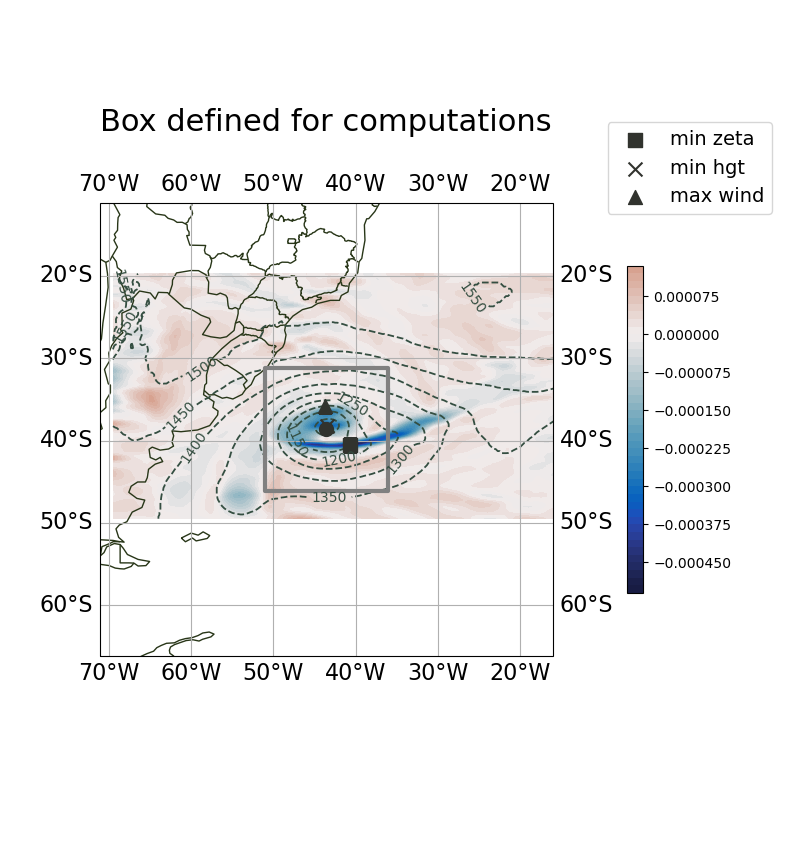 Box defined for computations
min zeta
min hgt
max wind
70°W 60°W 50°W 40°W 30°W 20°W
20°S 20°S
30°S 30°S
40°S 40°S
50°S 50°S
60°S 60°S
70°W 60°W 50°W 40°W 30°W 20°W
1550
1500
1450
1400
1250
1200
1300
1350
0.000075
0.000000
−0.000075
−0.000150
−0.000225
−0.000300
−0.000375
−0.000450